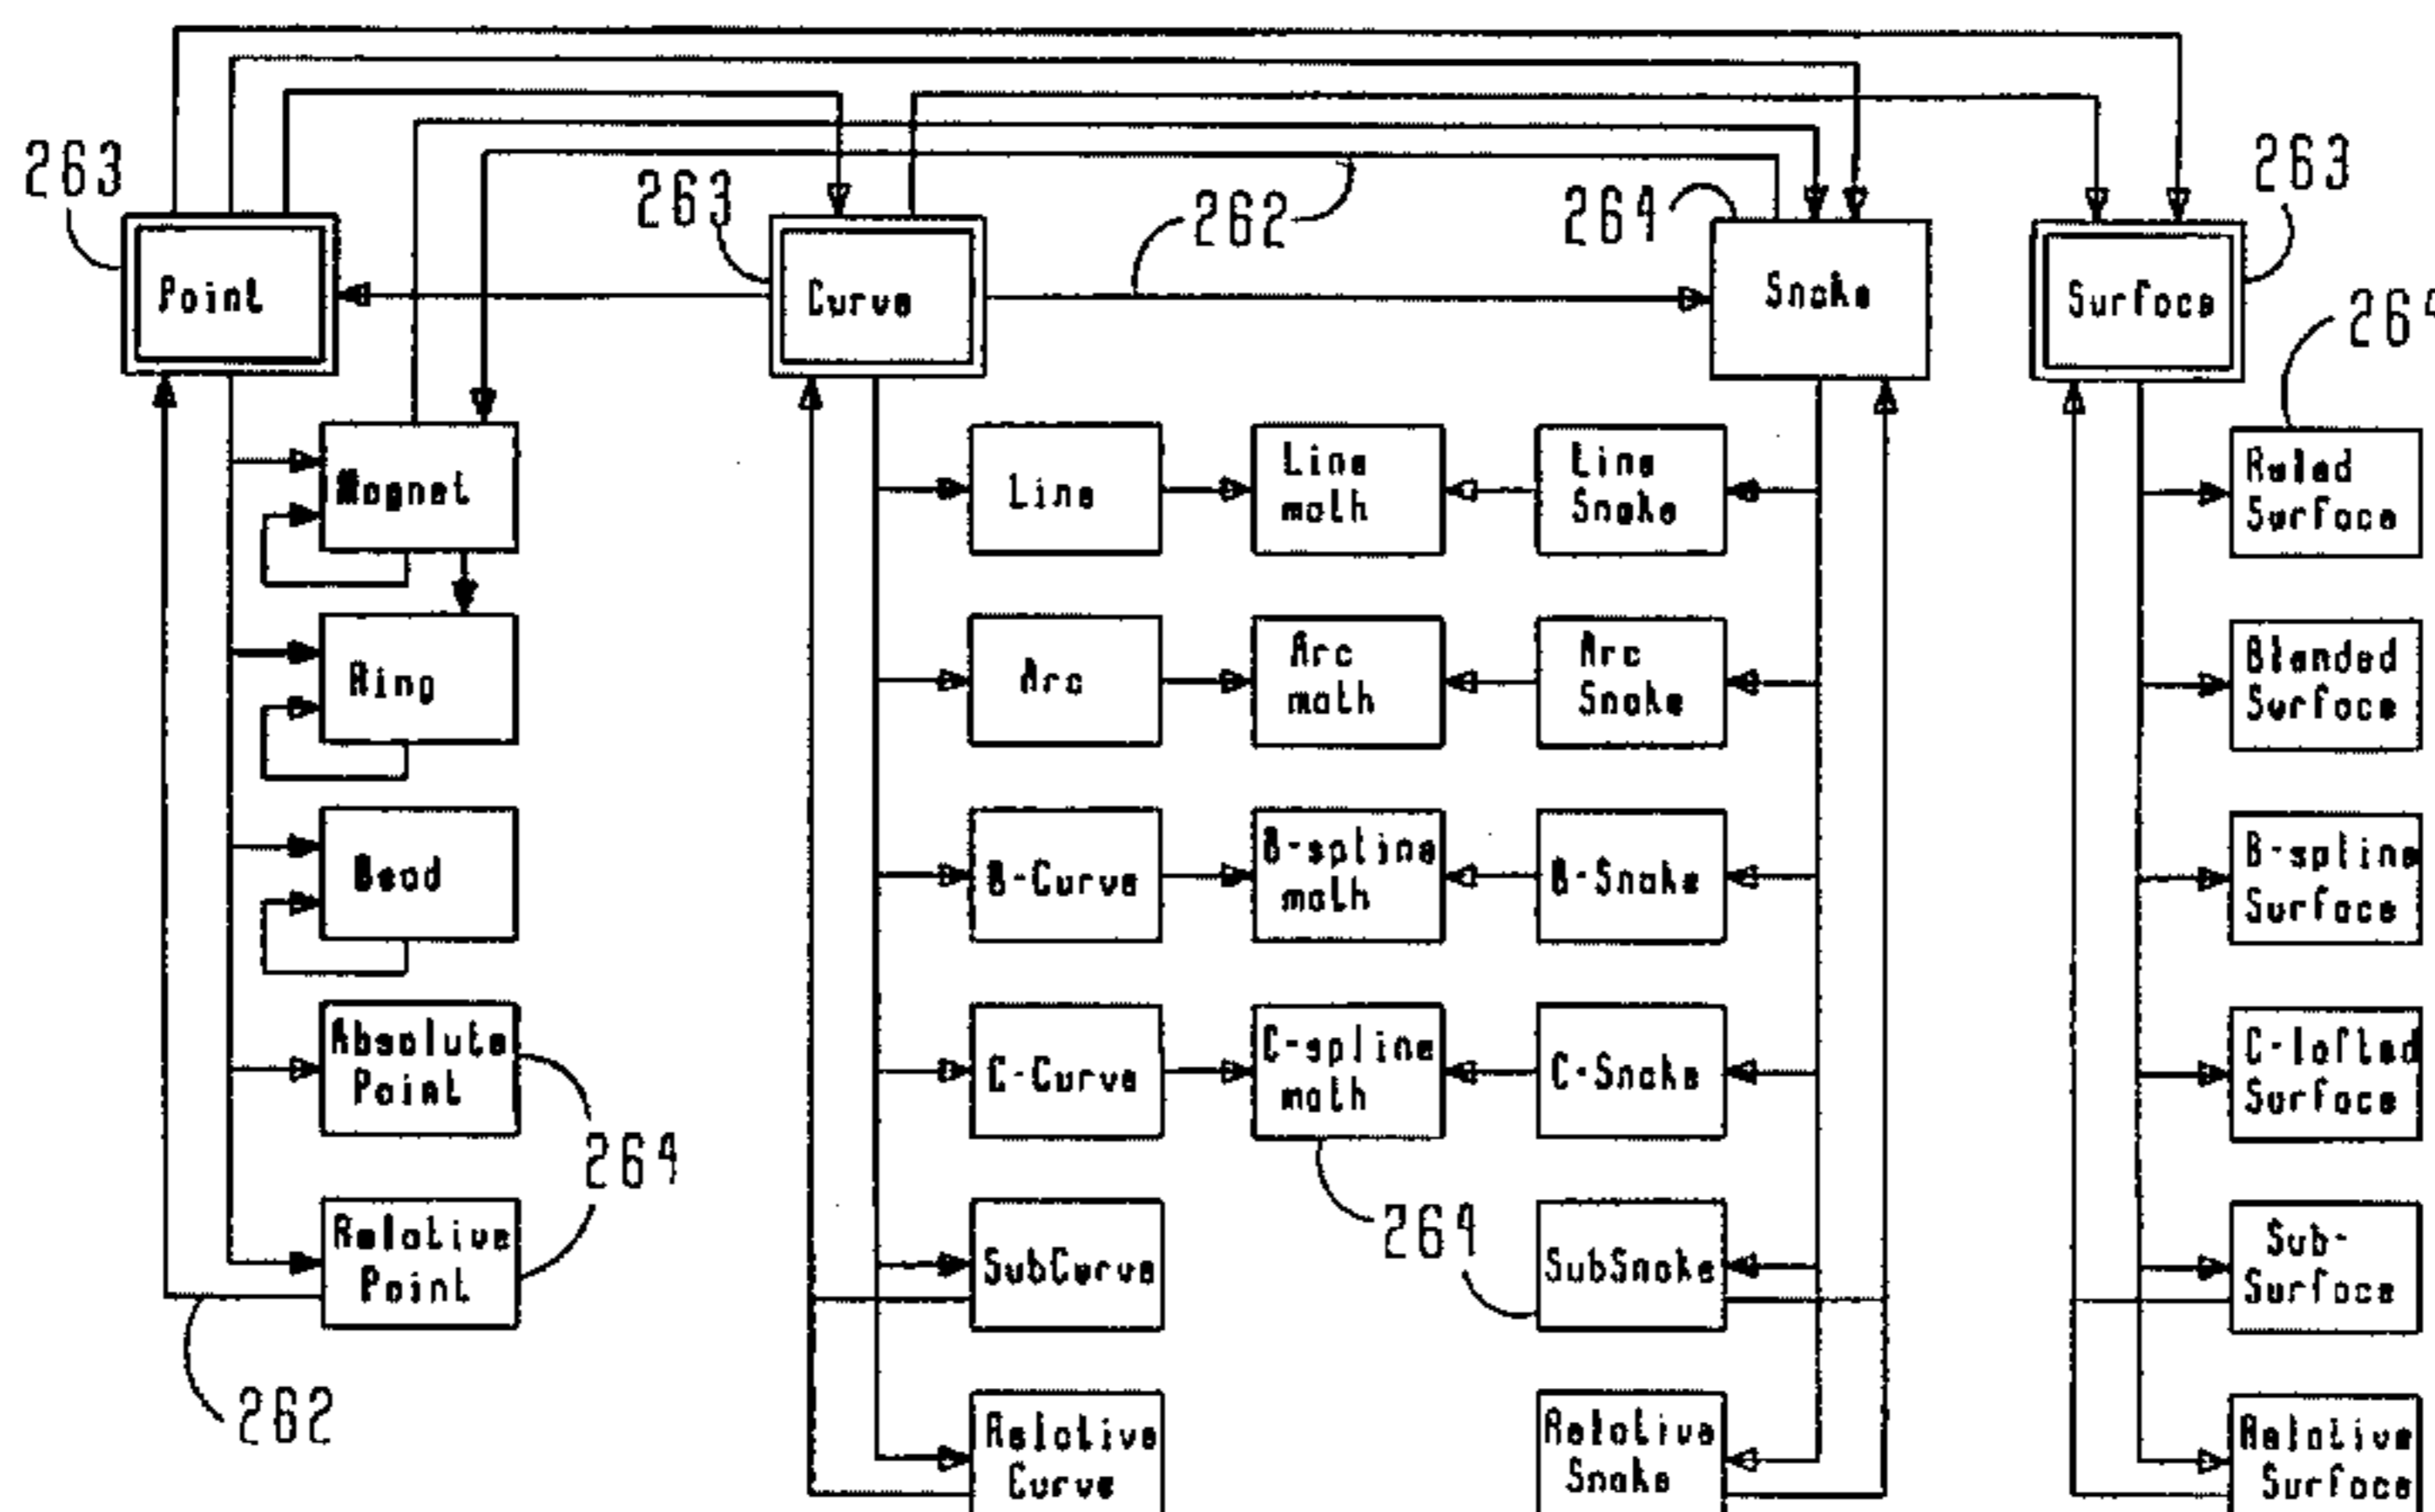 263
263
262
264
263
Point
Curve
Snake
Surface
264
Magnet
Line
Line
math
Line
Snake
Ruled
Surface
Ring
Arc
Arc
math
Arc
Snake
Blended
Surface
Bead
B-Curve
B-spline
math
B-Snake
B-spline
Surface
Absolute
Point
C-Curve
C-spline
math
C-Snake
C-lofted
Surface
264
Relative
Point
SubCurve
264
SubSnake
Sub-
Surface
262
Relative
Curve
Relative
Snake
Relative
Surface